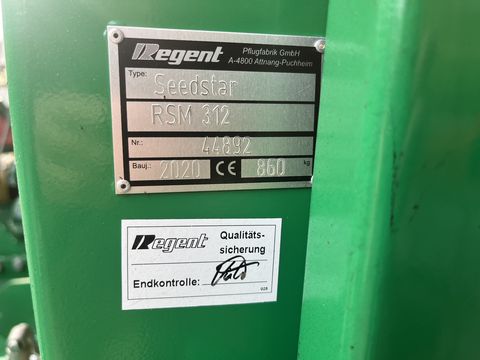 Regent Pflugfabrik GmbH
A-4800 Attnang-Puchheim
Type: Seedstar
RSM 312
Nr.: 44892
Bauj.: 2020 CE 860 kg
Regent Qualitäts-
sicherung
Endkontrolle:
028